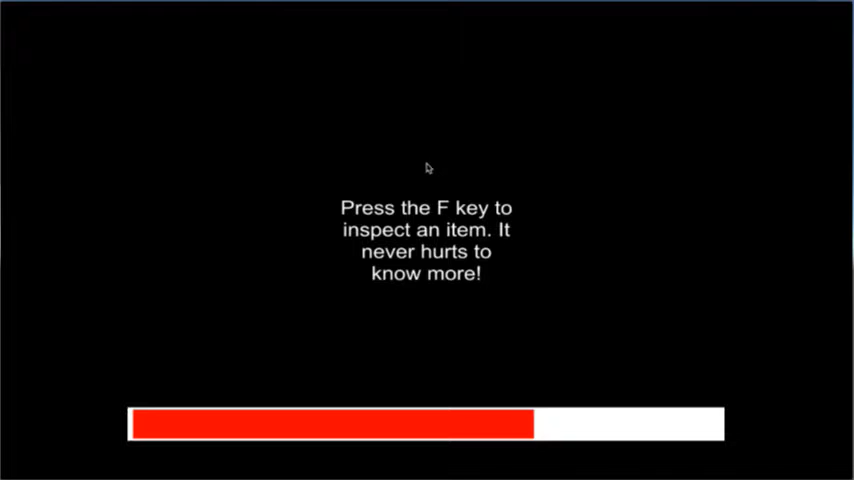 Press the F key to
inspect an item. It
never hurts to
know more!